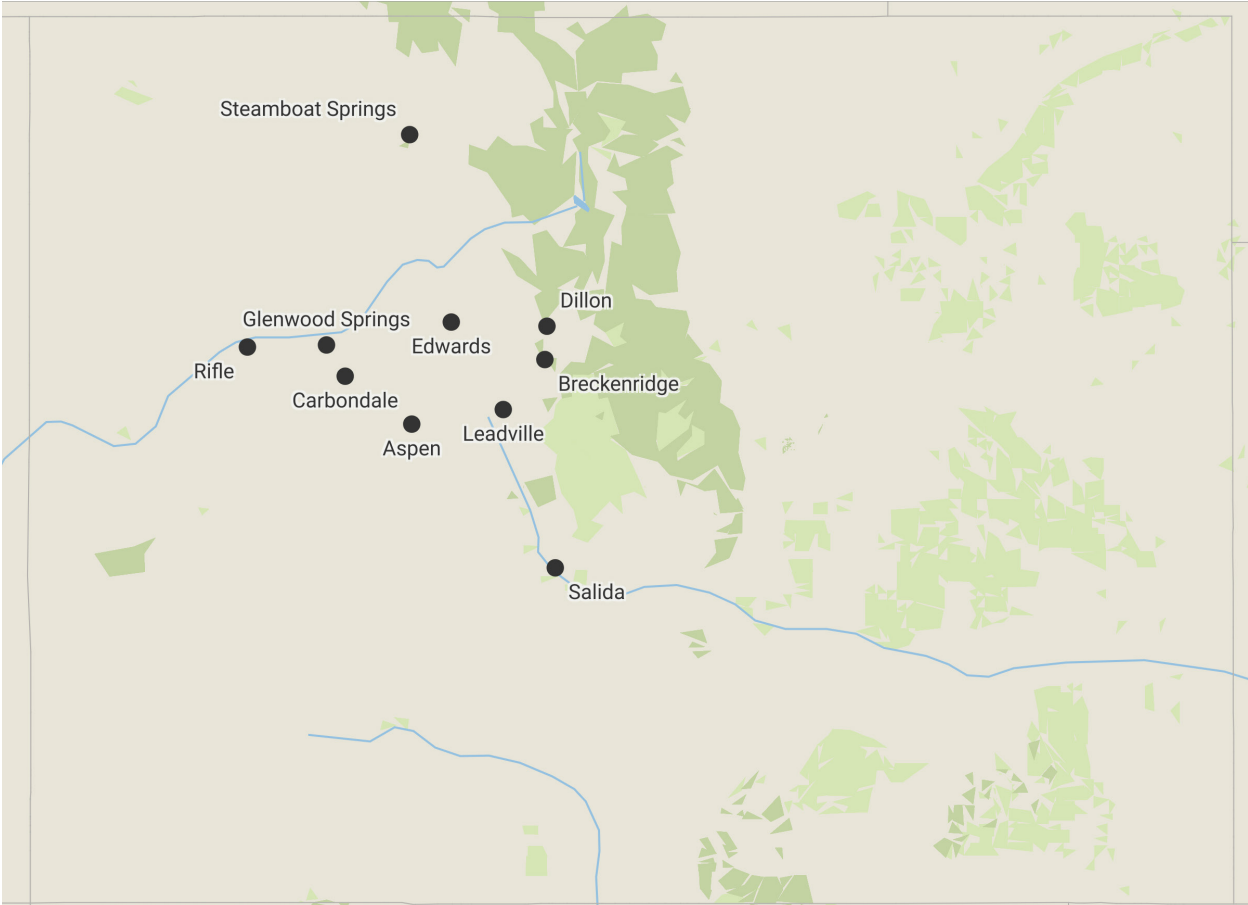 Steamboat Springs
Dillon
Glenwood Springs
Edwards
Rifle
Breckenridge
Carbondale
Leadville
Aspen
Salida